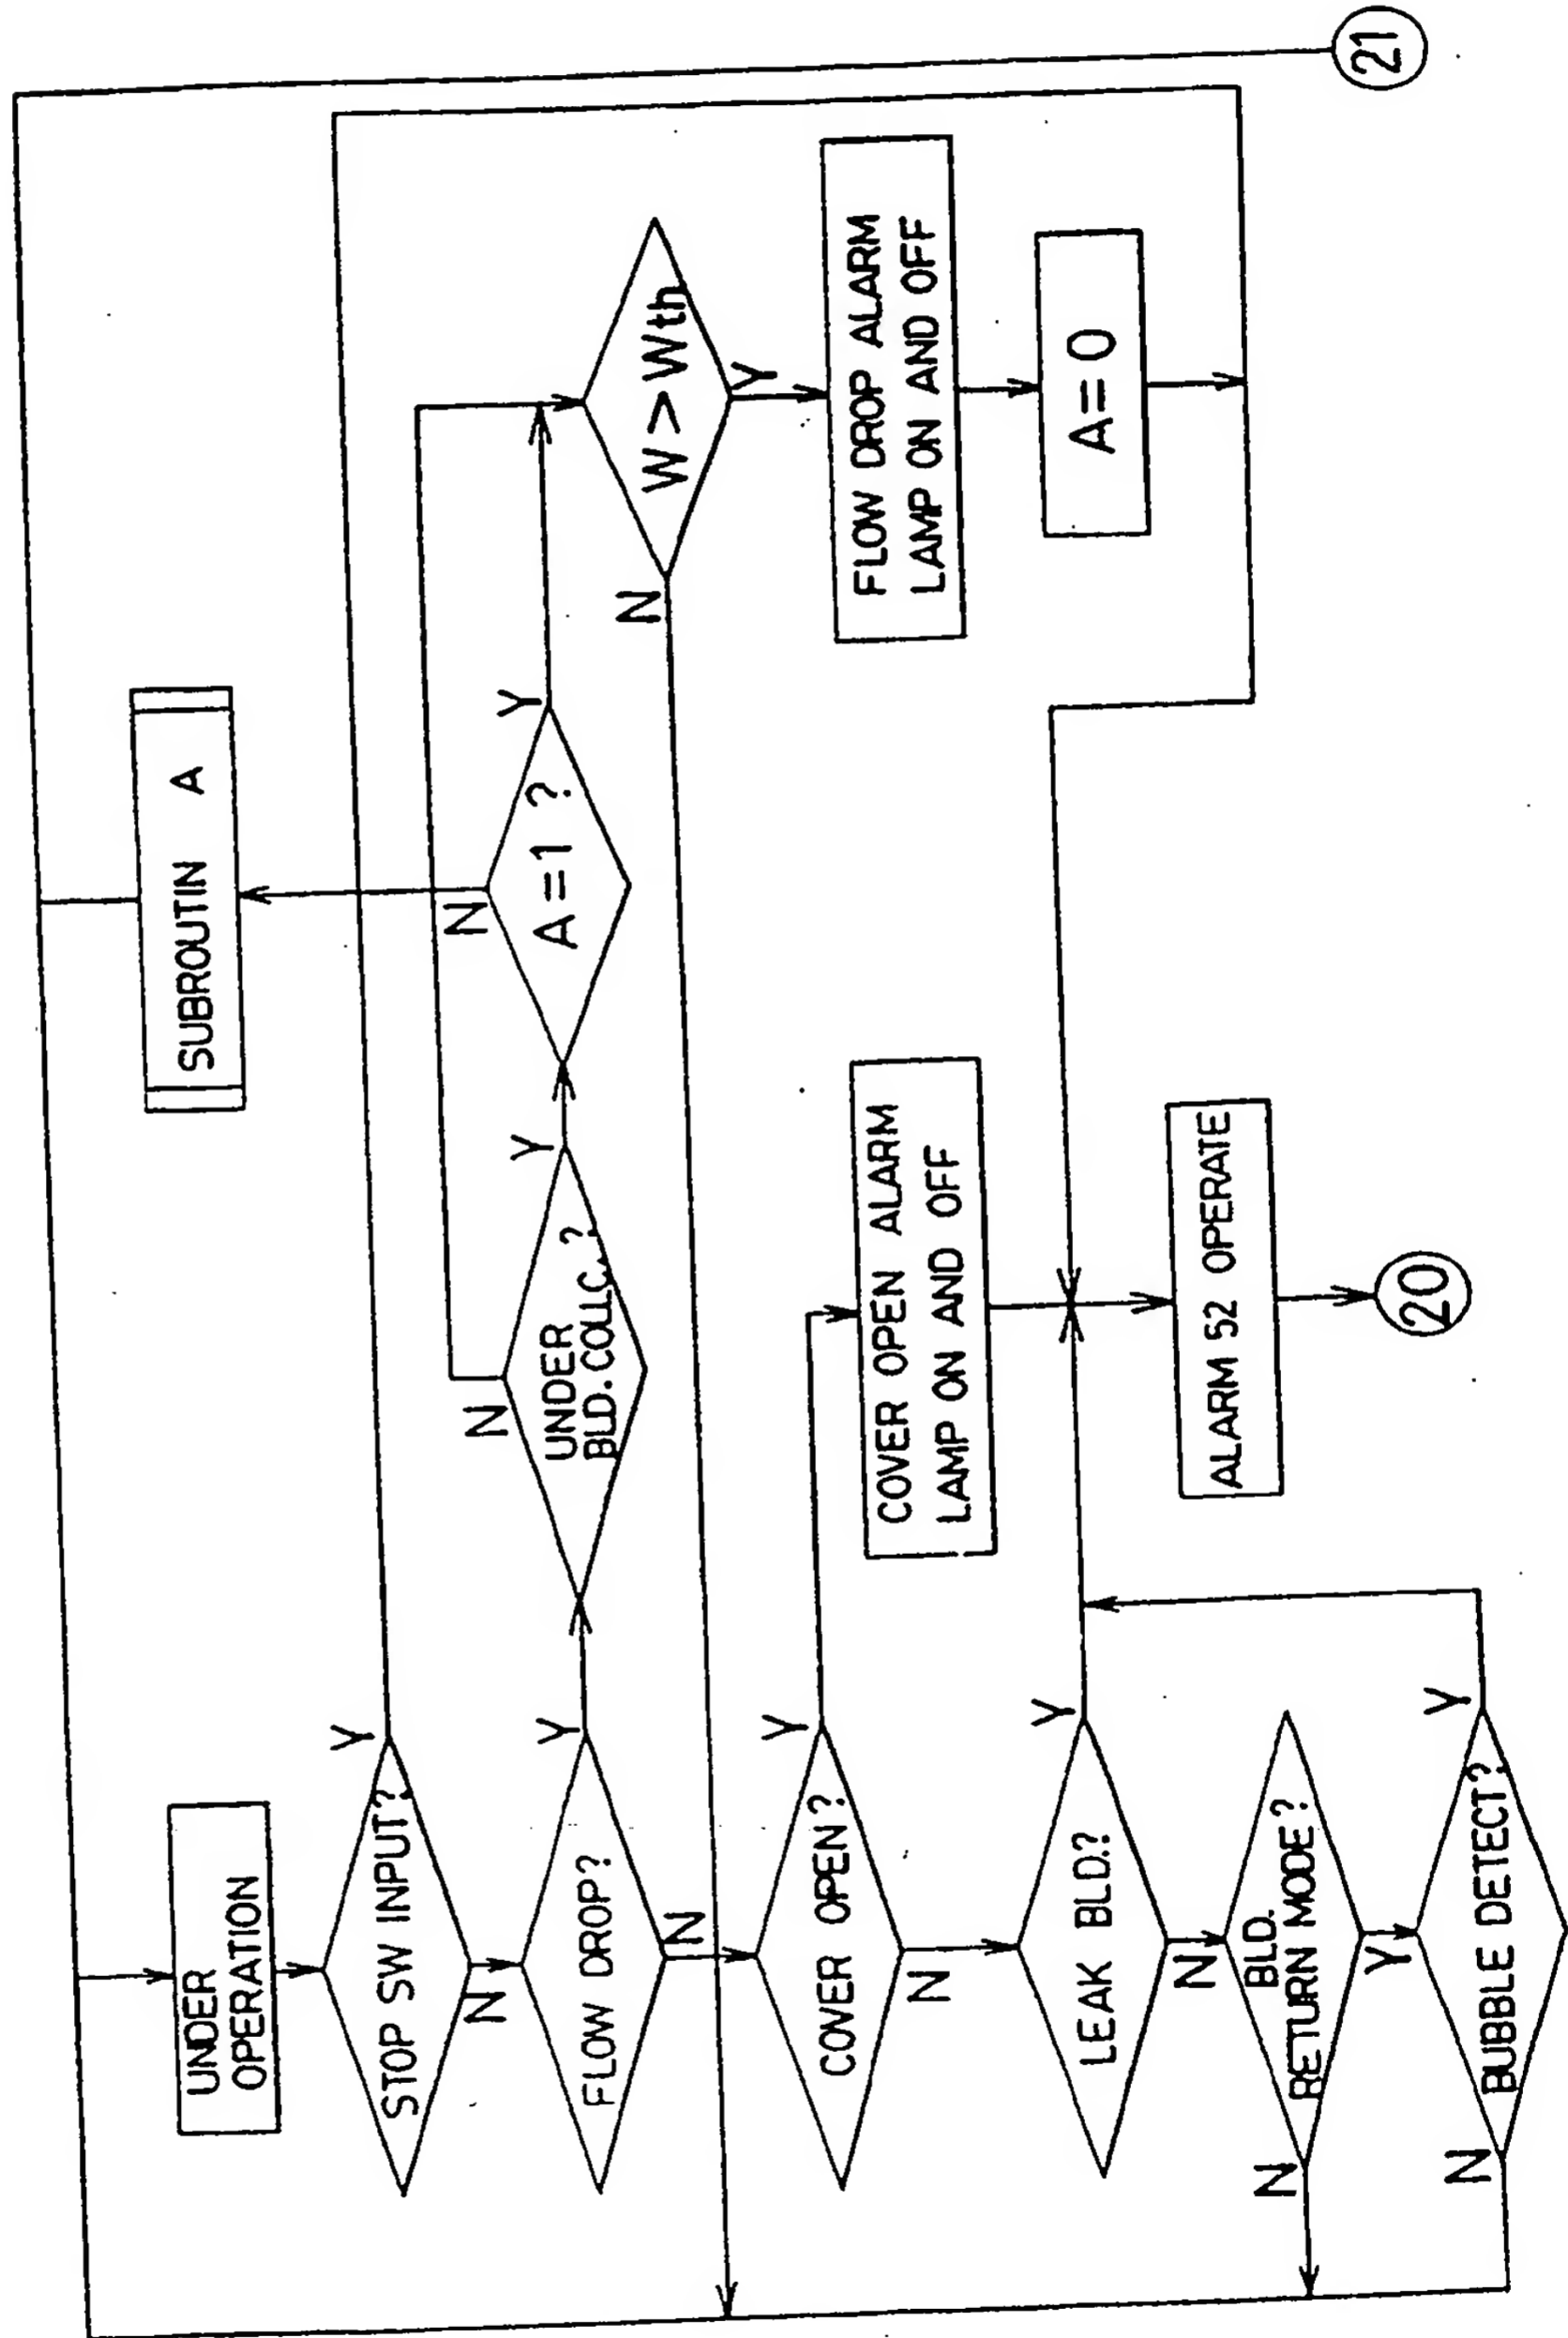 UNDER
OPERATION
STOP SW INPUT?
Y
N
FLOW DROP?
Y
N
UNDER
BLD. COLLC.?
Y
N
A=1 ?
Y
N
SUBROUTIN A
W > Wth
Y
N
FLOW DROP ALARM
LAMP ON AND OFF
A=0
COVER OPEN?
Y
N
COVER OPEN ALARM
LAMP ON AND OFF
LEAK BLD.?
Y
N
ALARM 52 OPERATE
20
BLD.
RETURN MODE?
N
Y
BUBBLE DETECT?
Y
N
21